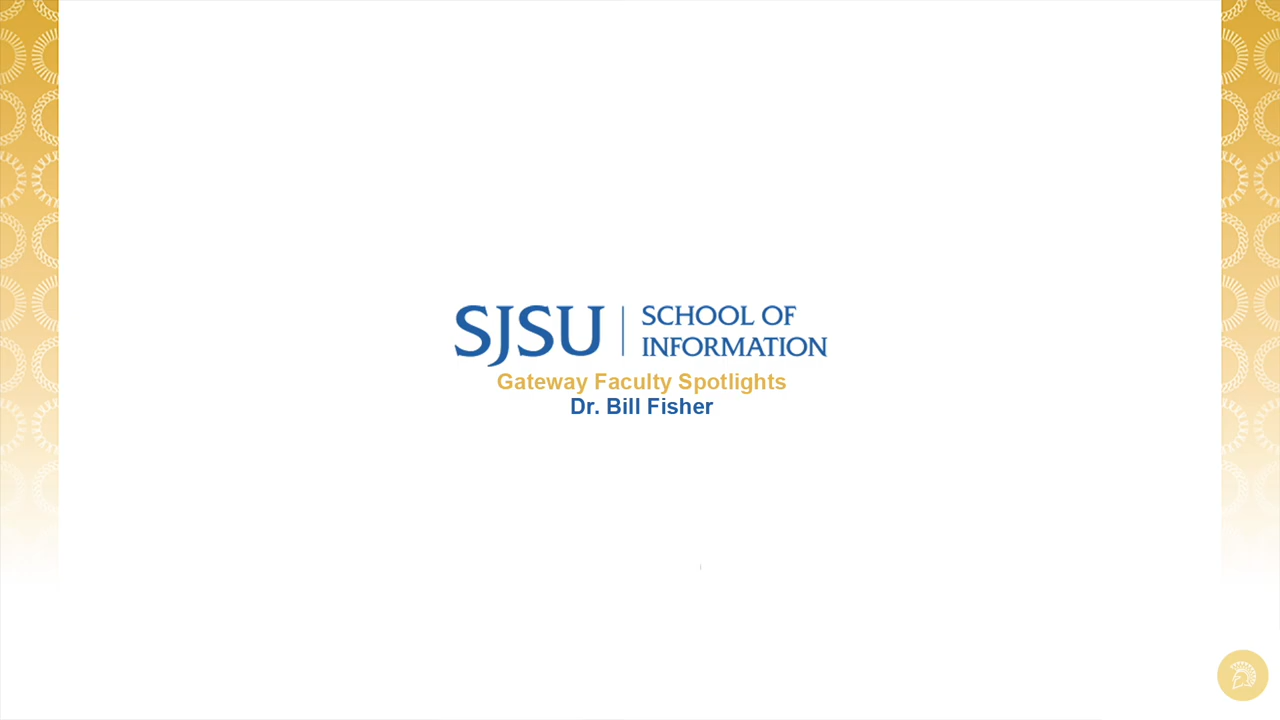 SJSU | SCHOOL OF
INFORMATION
Gateway Faculty Spotlights
Dr. Bill Fisher